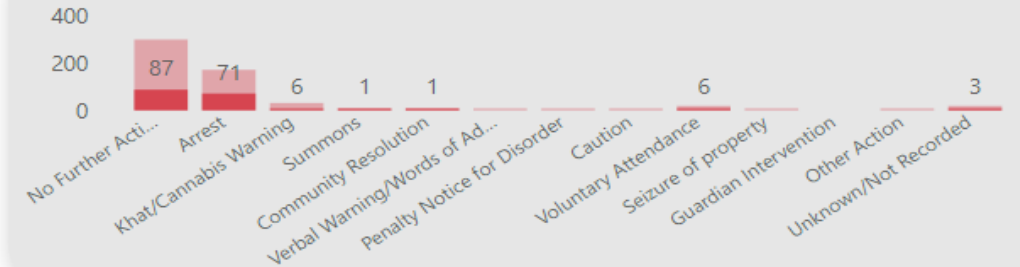 400
200
0
87
71
6
1
1
6
3
No Further Acti...
Arrest
Khat/Cannabis Warning
Summons
Community Resolution
Verbal Warning/Words of Ad...
Penalty Notice for Disorder
Caution
Voluntary Attendance
Seizure of property
Guardian Intervention
Other Action
Unknown/Not Recorded